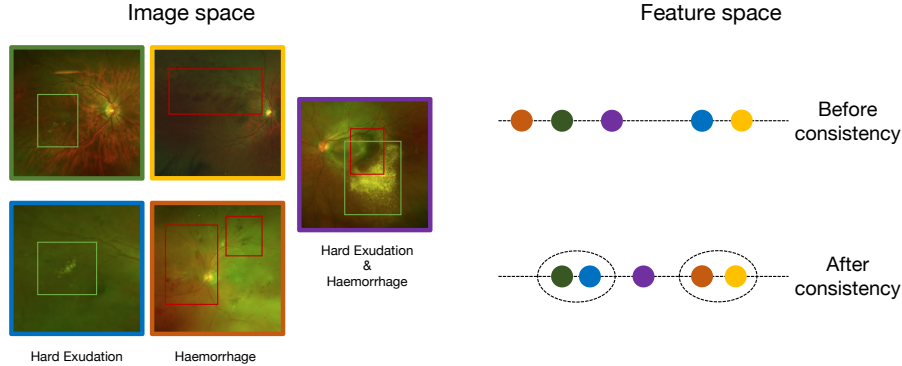 Image space
Feature space
Hard Exudation
&
Haemorrhage
Hard Exudation
Haemorrhage
Before
consistency
After
consistency